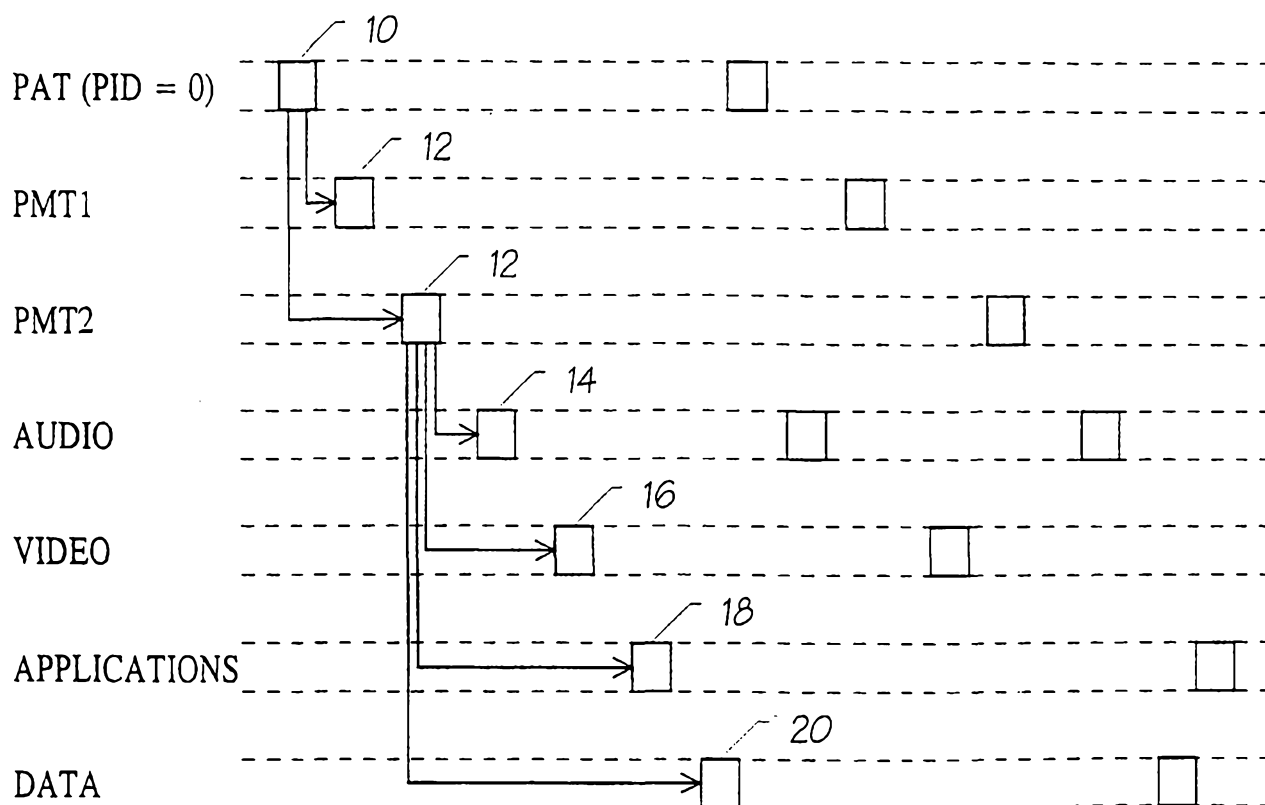 10
PAT (PID = 0)
12
PMT1
12
PMT2
14
AUDIO
16
VIDEO
18
APPLICATIONS
20
DATA